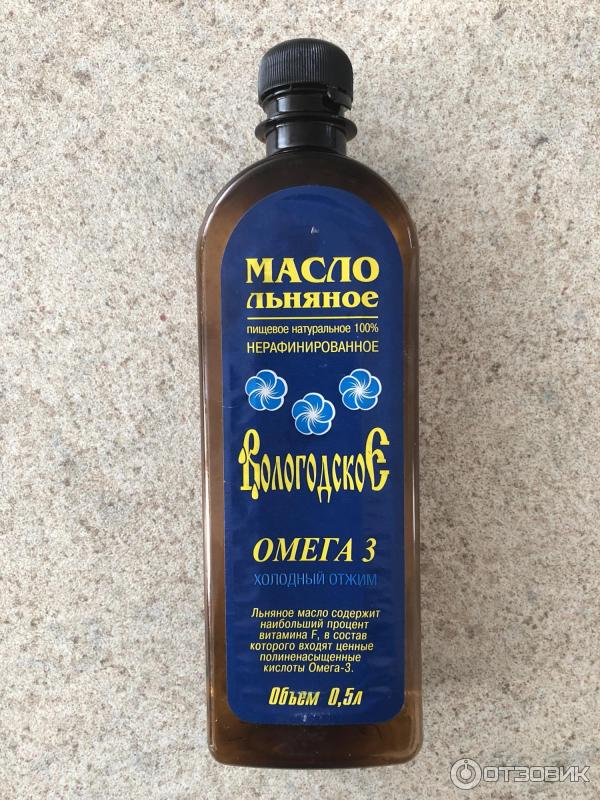 МАСЛО
льняное
пищевое натуральное 100%
НЕРАФИНИРОВАННОЕ
Вологодское
ОМЕГА 3
ХОЛОДНЫЙ ОТЖИМ
Льняное масло содержит
наибольший процент
витамина F, в состав
которого входят ценные
полиненасыщенные
кислоты Омега-3.
Объем 0,5л
ОТЗОВИК